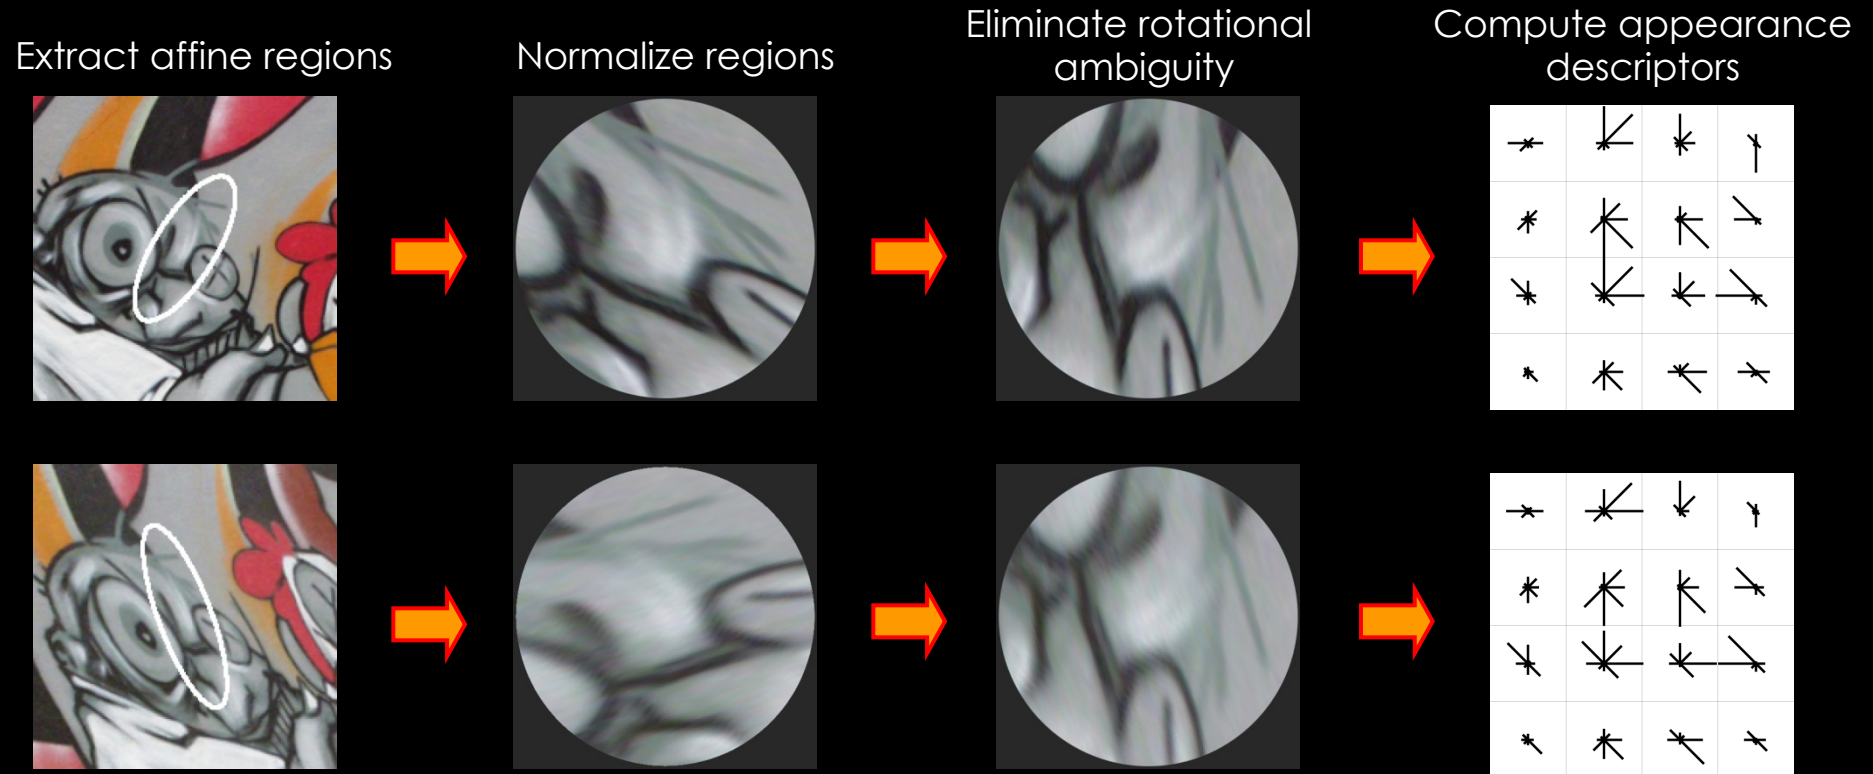 Extract affine regions
Normalize regions
Eliminate rotational
ambiguity
Compute appearance
descriptors